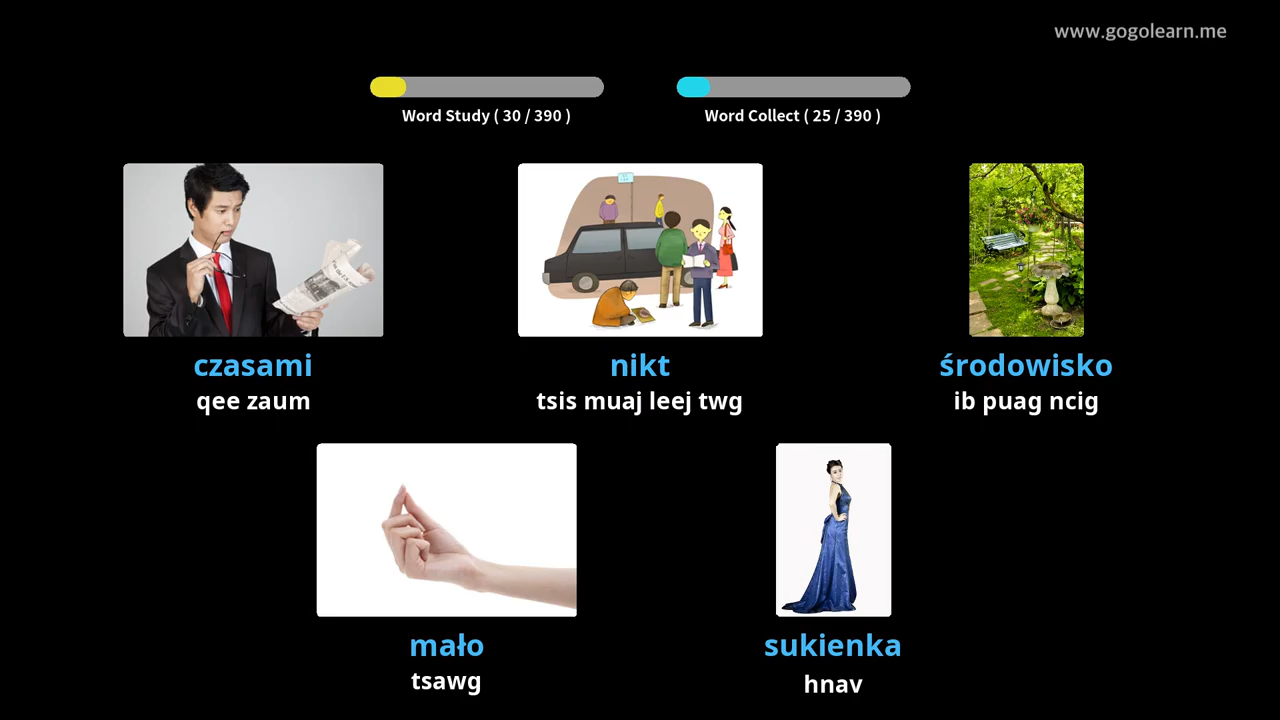 www.gogolearn.me
Word Study ( 30 / 390 )
Word Collect ( 25 / 390 )
czasami
qee zaum
nikt
tsis muaj leej twg
środowisko
ib puag ncig
mało
tsawg
sukienka
hnav